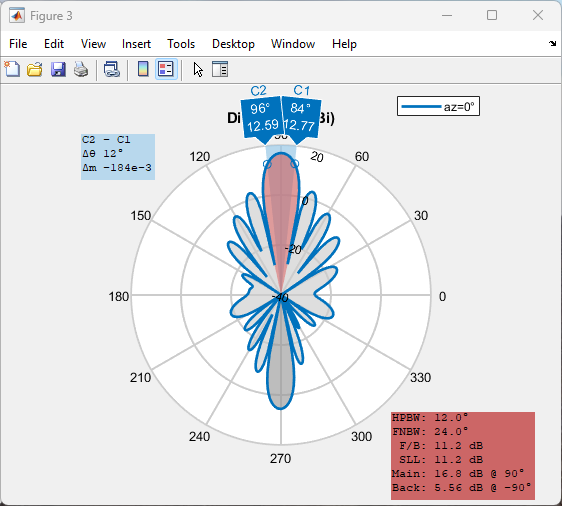 Figure 3
File Edit View Insert Tools Desktop Window Help
C2 C1
96° 84°
12.59 12.77
az=0°
C2 - C1
Δθ 12°
Δm -184e-3
120 20 60
150 0 30
-20
180 -40 0
210 330
240 300
270
HPBW: 12.0°
FNBW: 24.0°
F/B: 11.2 dB
SLL: 11.2 dB
Main: 16.8 dB @ 90°
Back: 5.56 dB @ -90°